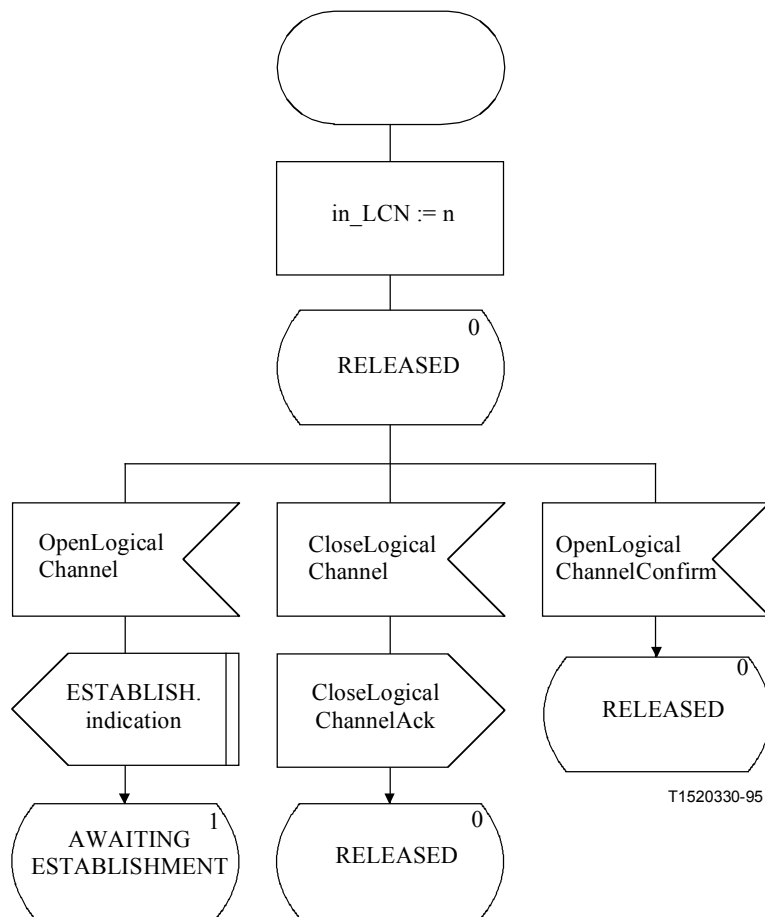 in_LCN := n
0
RELEASED
OpenLogical
Channel
CloseLogical
Channel
OpenLogical
ChannelConfirm
ESTABLISH.
indication
CloseLogical
ChannelAck
0
RELEASED
T1520330-95
1
AWAITING
ESTABLISHMENT
0
RELEASED